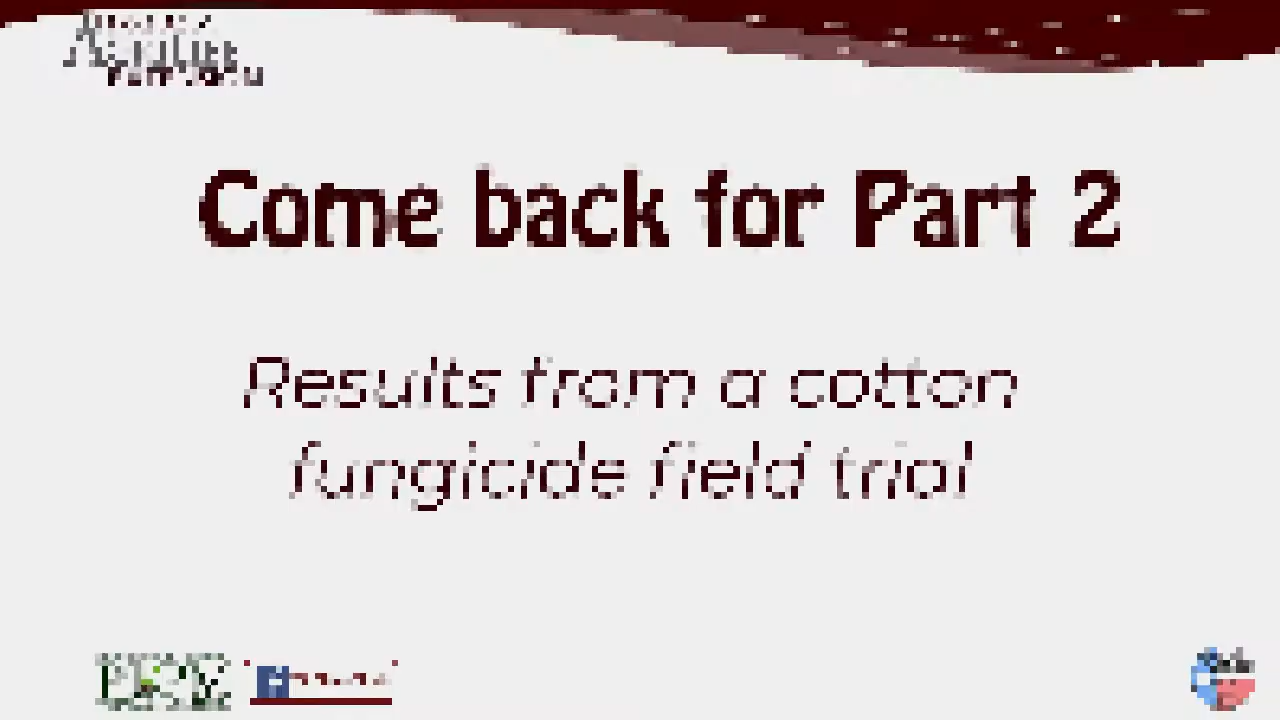 Come back for Part 2
Results from a cotton
fungicide field trial